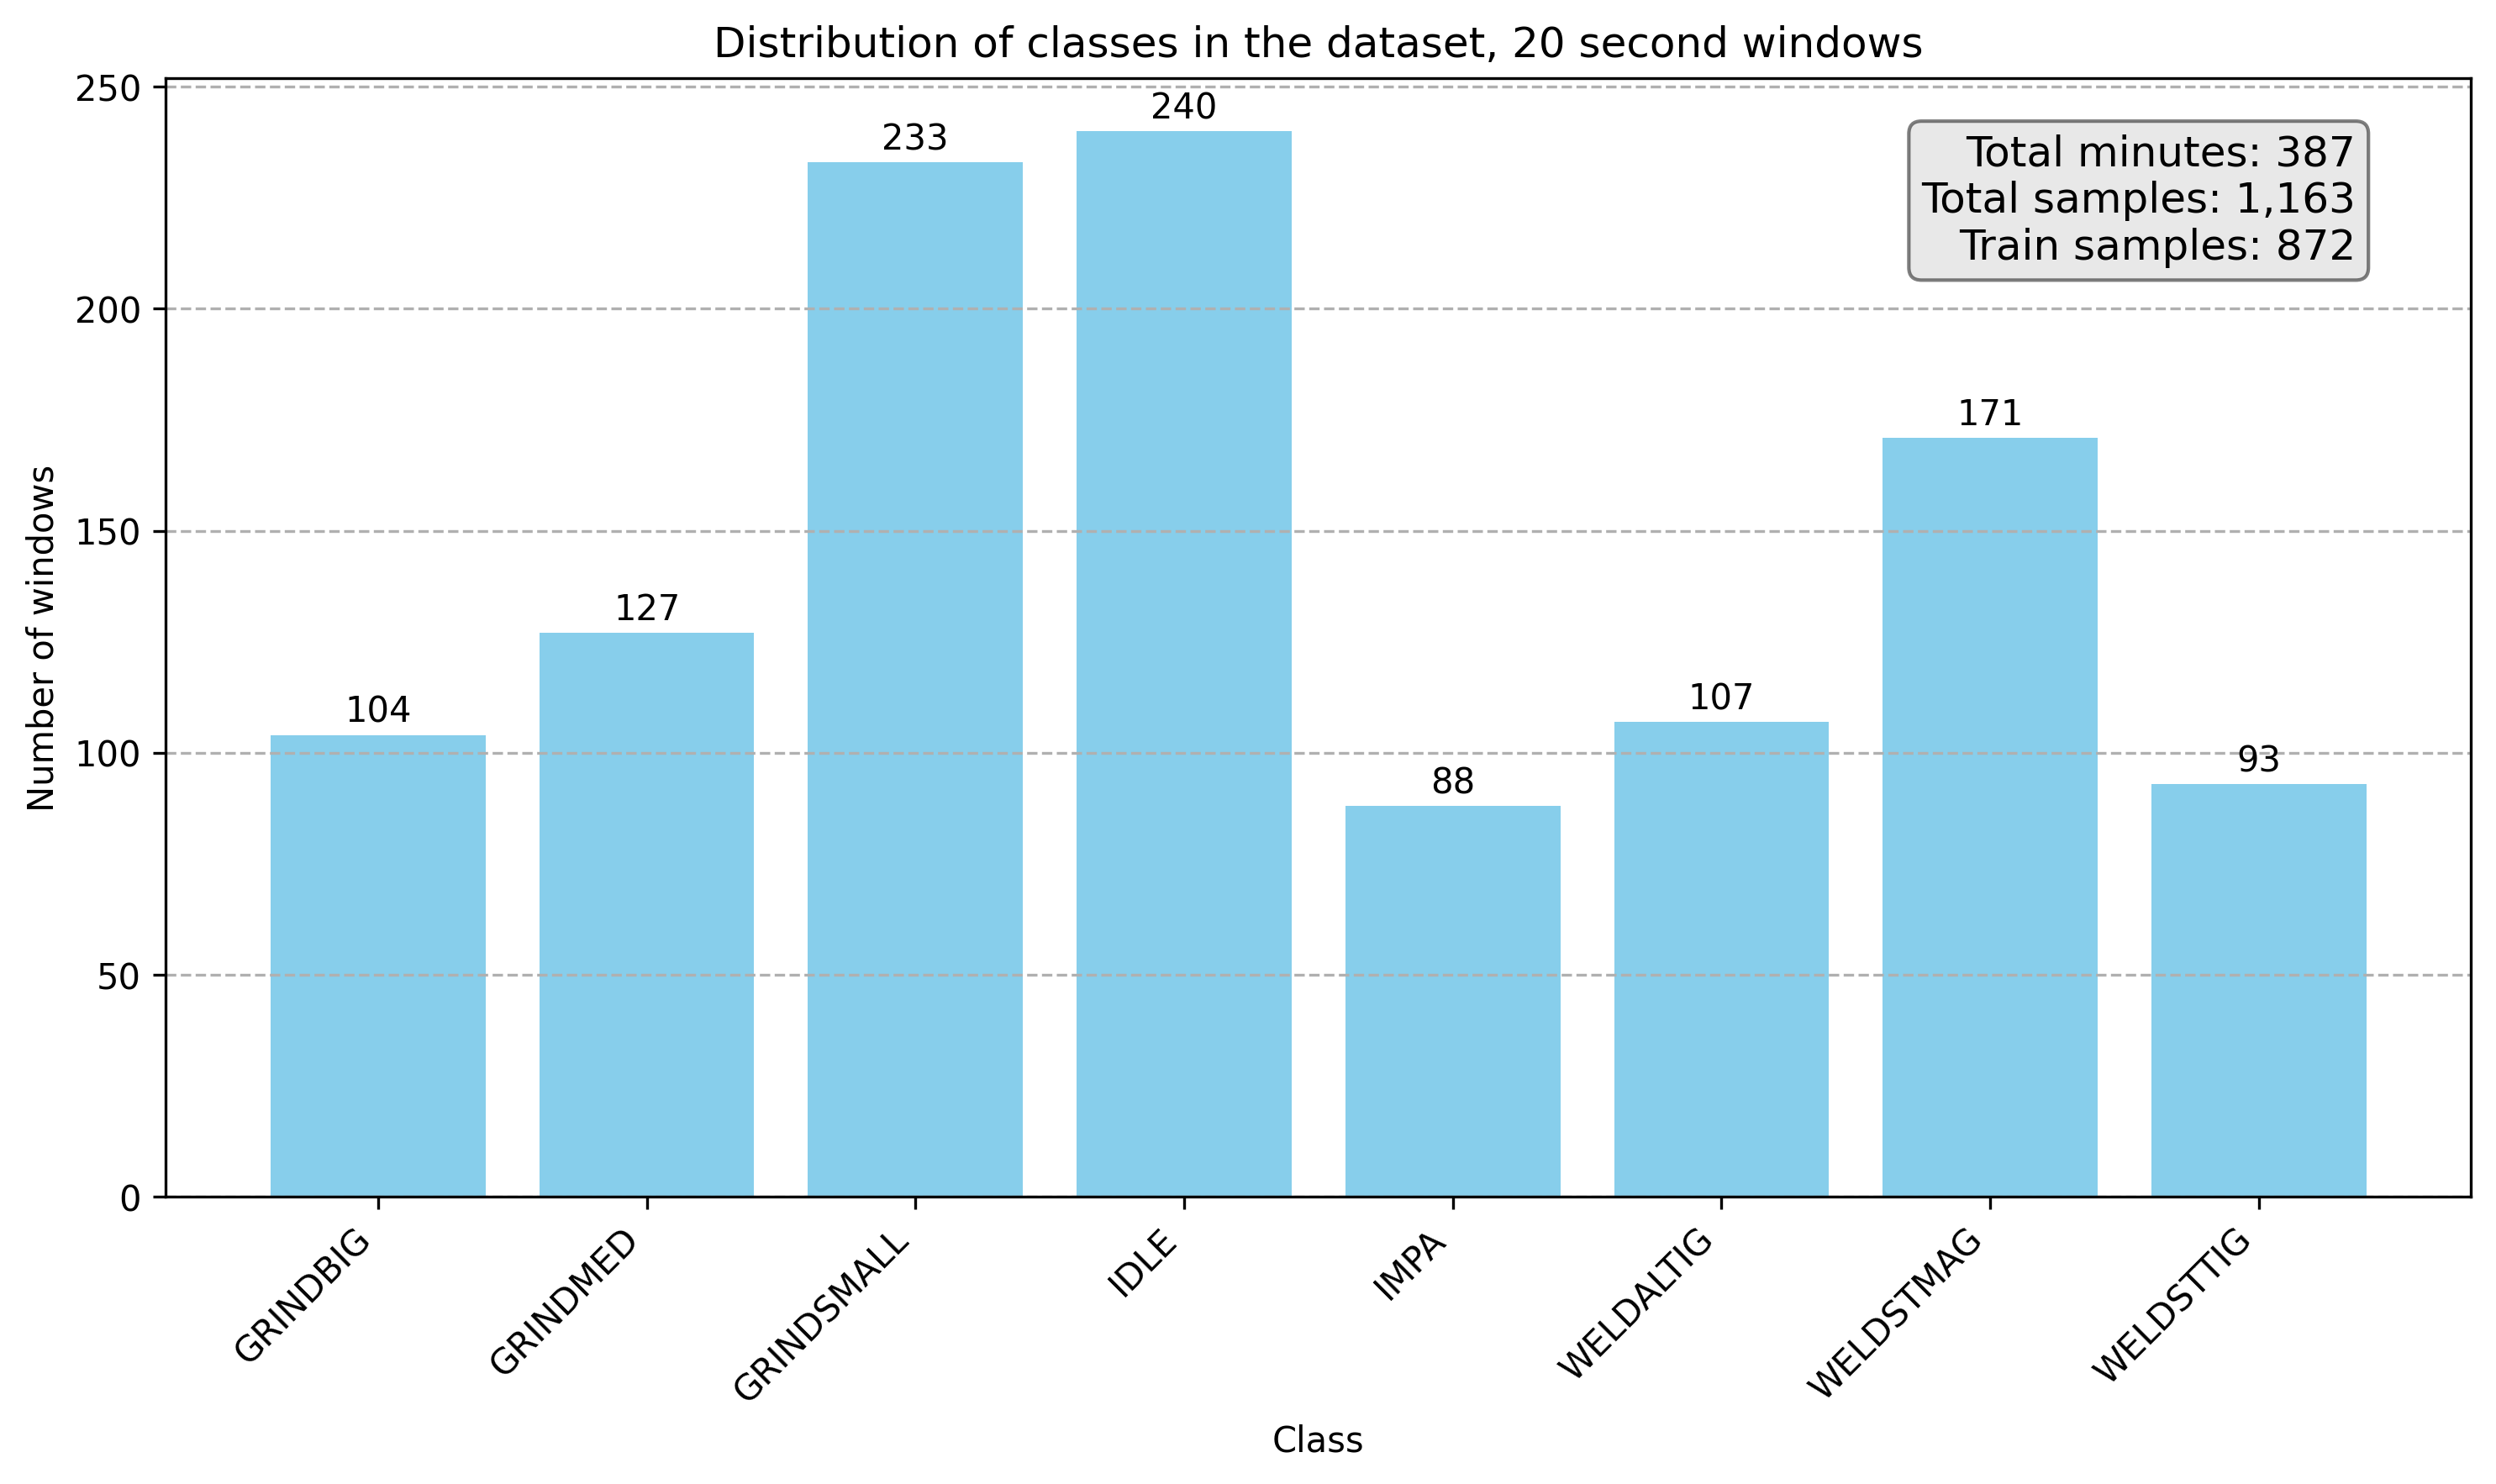 Distribution of classes in the dataset, 20 second windows
250
200
150
100
50
0
Number of windows
104
127
233
240
88
107
171
93
Total minutes: 387
Total samples: 1,163
Train samples: 872
GRINDBIG
GRINDMED
GRINDSMALL
IDLE
IMPA
WELDALTIG
WELDSTMAG
WELDSTTIG
Class